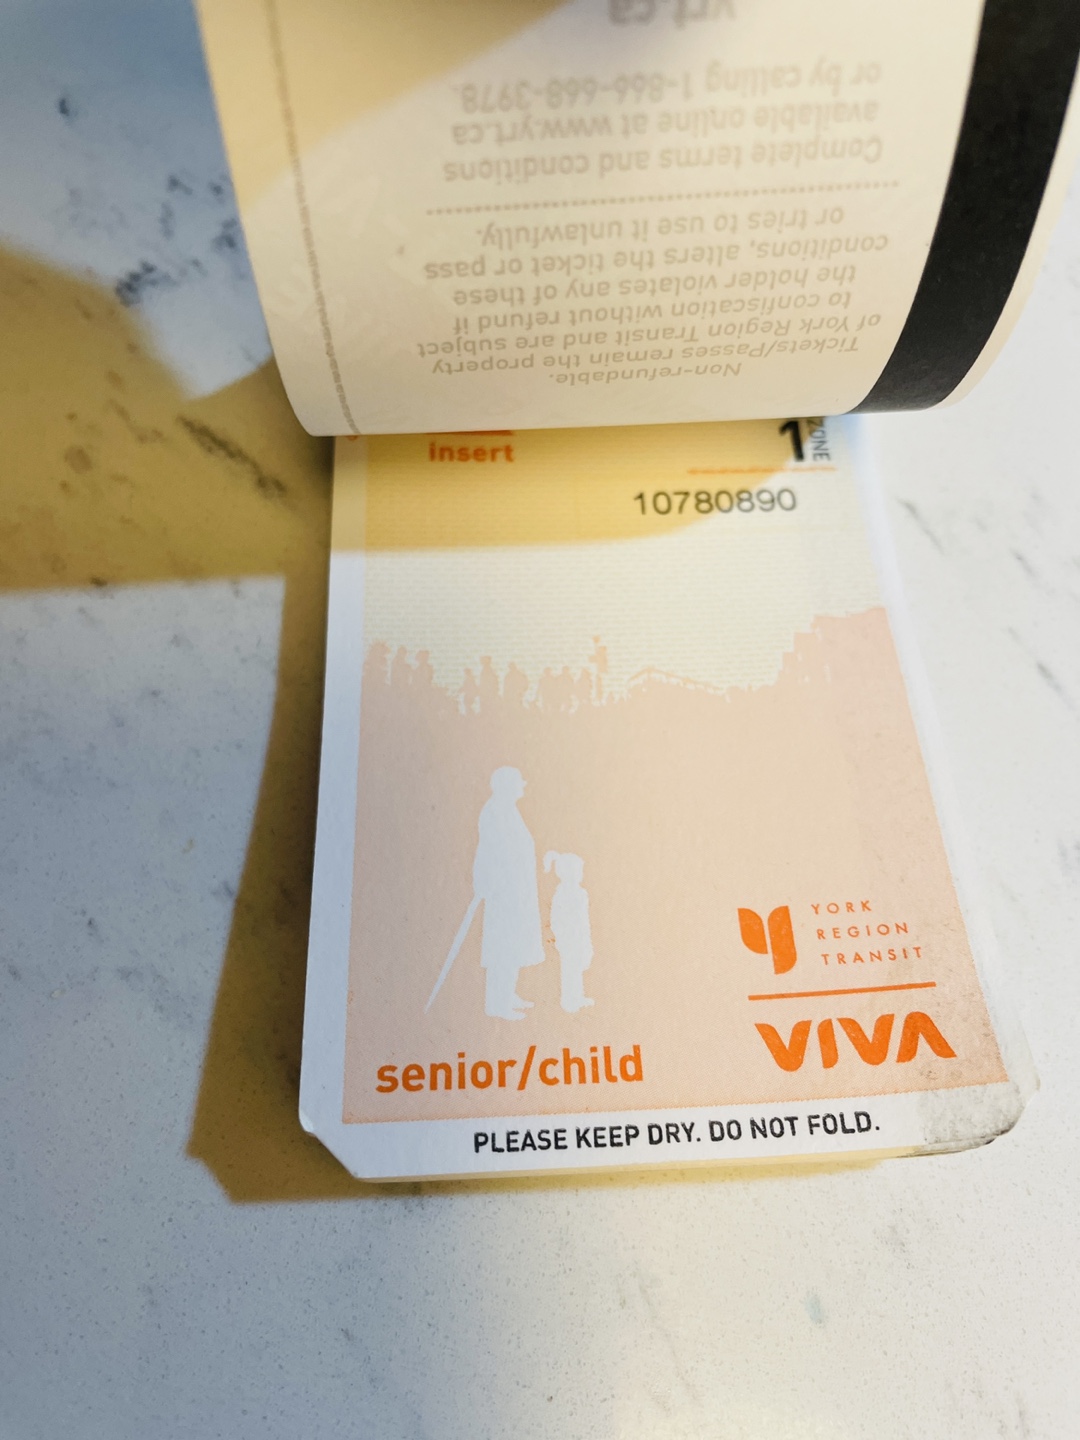 yrt.ca
or by calling 1-866-668-3978.
available online at www.yrt.ca
Complete terms and conditions
or tries to use it unlawfully.
conditions, alters the ticket or pass
the holder violates any of these
to confiscation without refund if
of York Region Transit and are subject
Tickets/Passes remain the property
Non-refundable.
insert
1 ZONE
10780890
YORK
REGION
TRANSIT
VIVA
senior/child
PLEASE KEEP DRY. DO NOT FOLD.